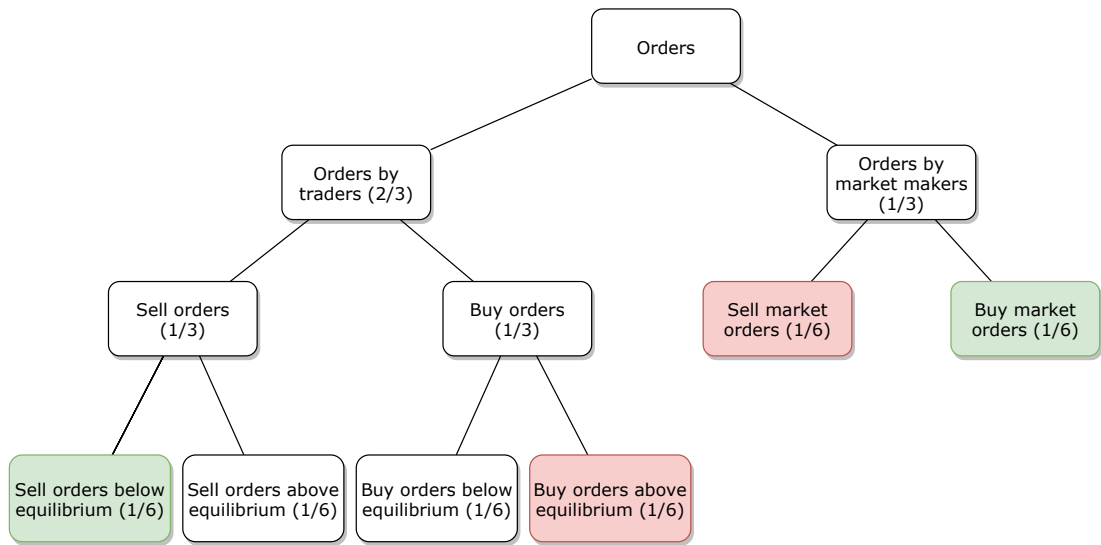 Orders
Orders by
traders (2/3)
Orders by
market makers
(1/3)
Sell orders
(1/3)
Buy orders
(1/3)
Sell market
orders (1/6)
Buy market
orders (1/6)
Sell orders below
equilibrium (1/6)
Sell orders above
equilibrium (1/6)
Buy orders below
equilibrium (1/6)
Buy orders above
equilibrium (1/6)